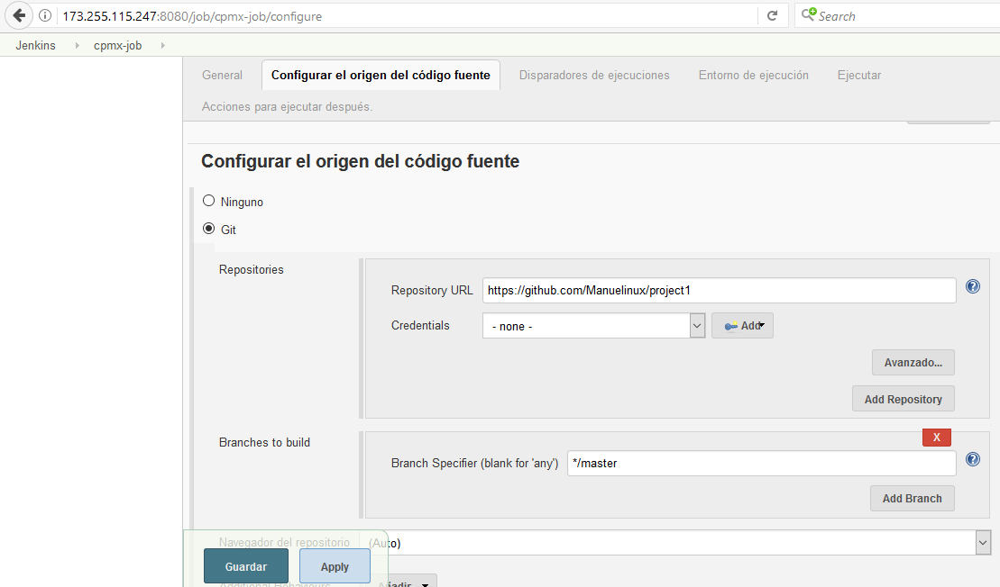 173.255.115.247:8080/job/cpmx-job/configure
Search
Jenkins cpmx-job
General Configurar el origen del código fuente Disparadores de ejecuciones Entorno de ejecución Ejecutar
Acciones para ejecutar después.
Configurar el origen del código fuente
Ninguno
Git
Repositories
Repository URL https://github.com/Manuelinux/project1
Credentials - none - Add
Avanzado...
Add Repository
Branches to build
X
Branch Specifier (blank for 'any') */master
Add Branch
Navegador del repositorio (Auto)
Guardar Apply
Additional Behaviours Añadir